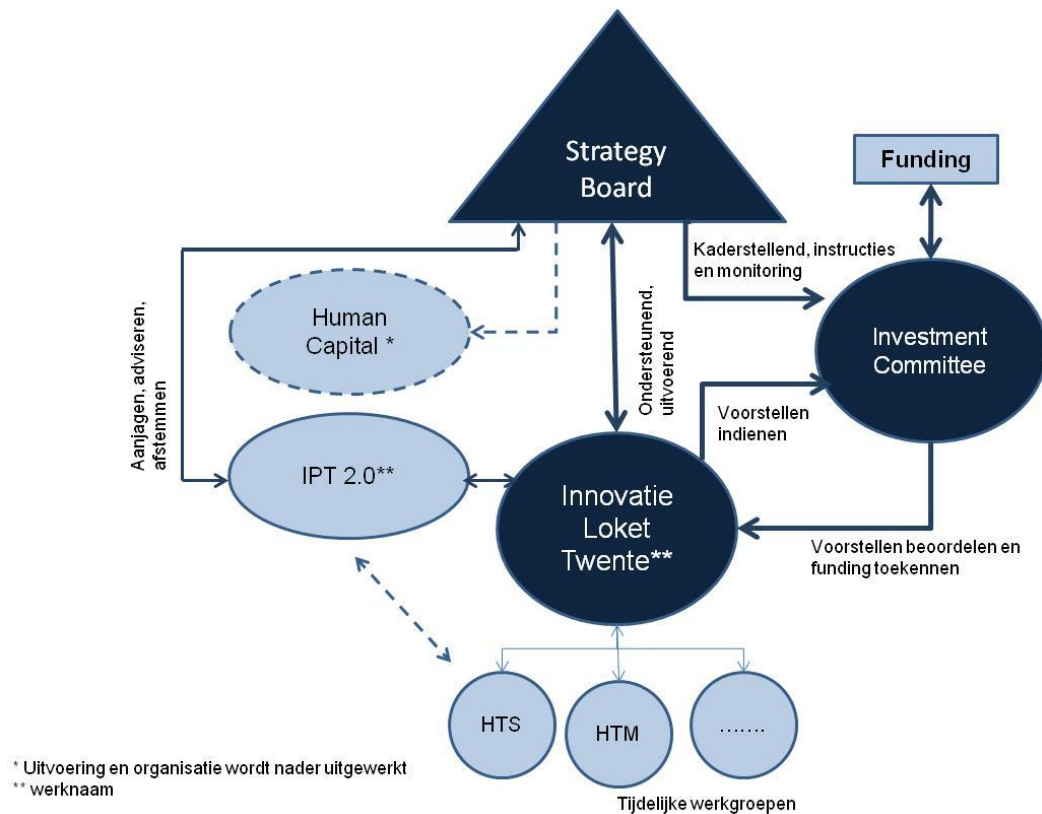 Strategy
Board
Funding
Kaderstellend, instructies
en monitoring
Human
Capital *
Investment
Committee
Aanjagen, adviseren,
afstemmen
Ondersteunend,
uitvoerend
Voorstellen
indienen
IPT 2.0**
Innovatie
Loket
Twente**
Voorstellen beoordelen en
funding toekennen
HTS
HTM
.......
* Uitvoering en organisatie wordt nader uitgewerkt
** werknaam
Tijdelijke werkgroepen